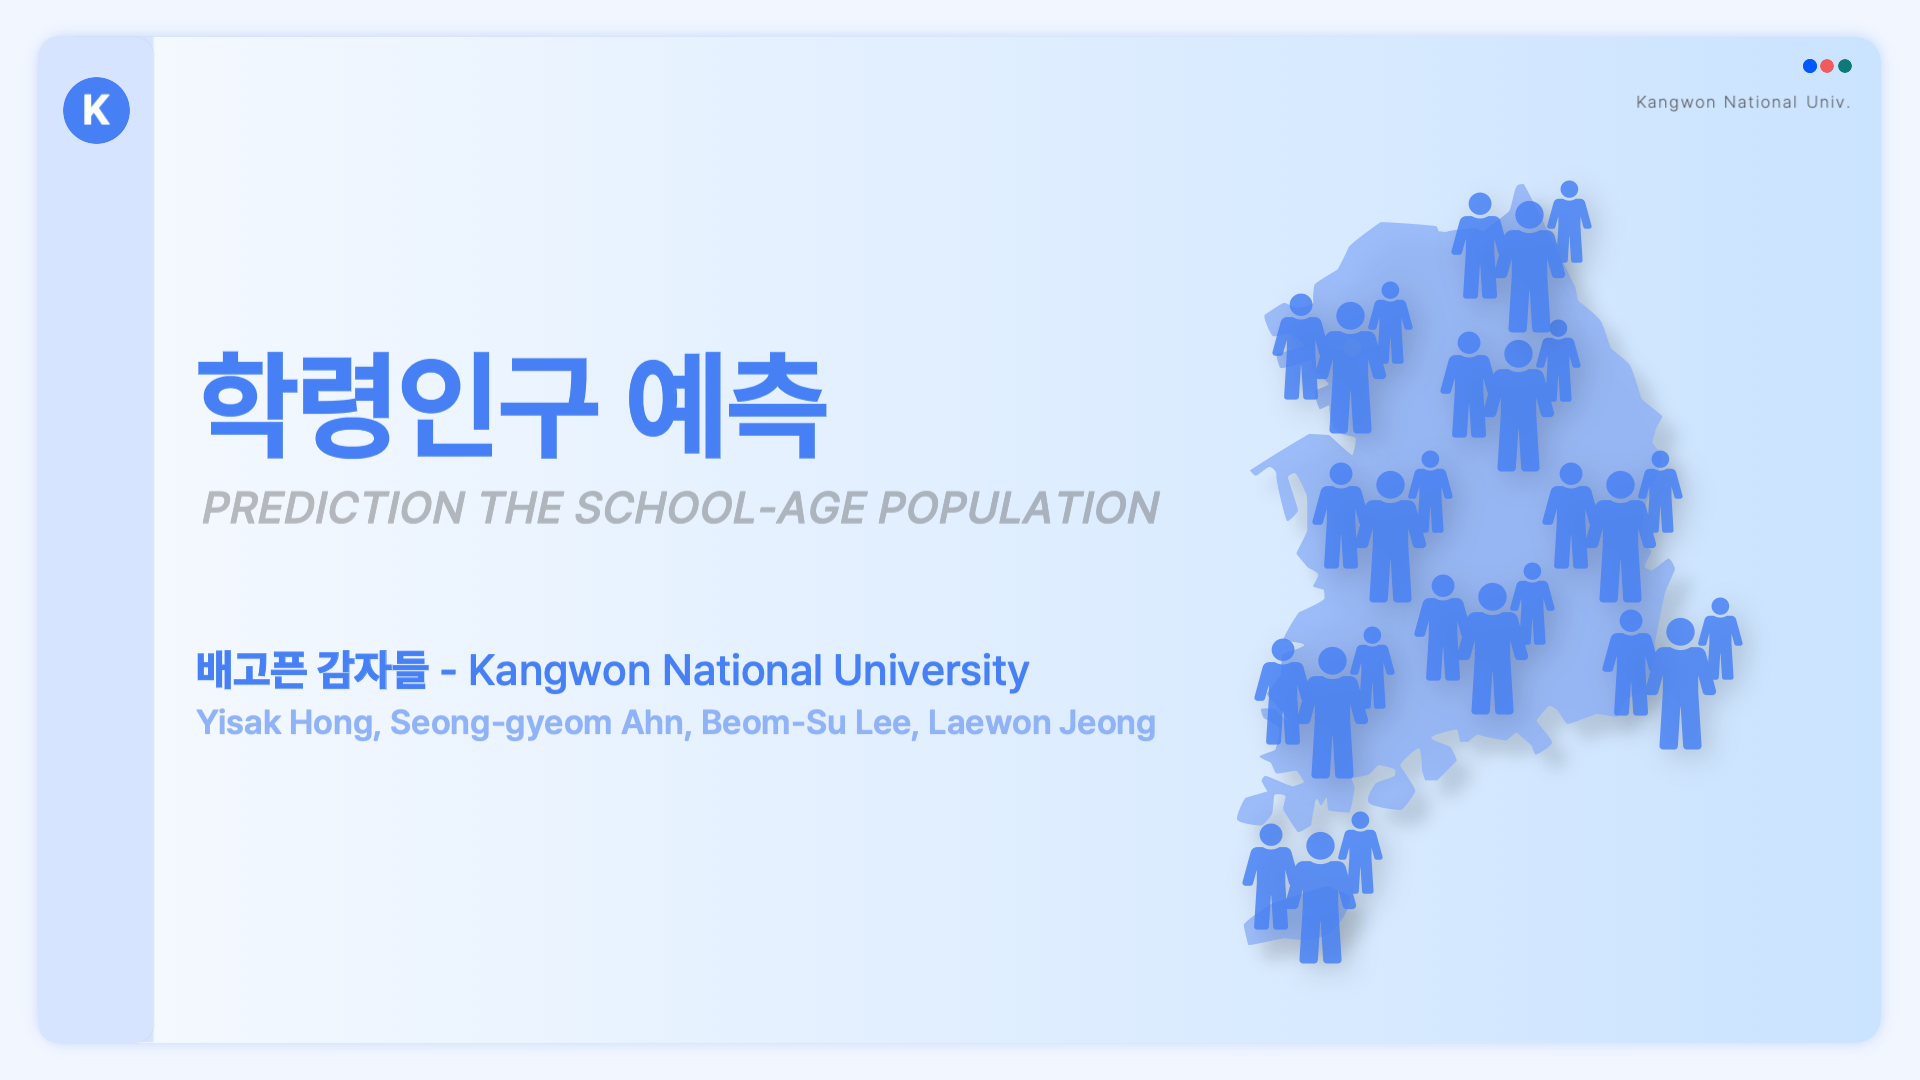 K
Kangwon National Univ.
학령인구 예측
PREDICTION THE SCHOOL-AGE POPULATION
배고픈 감자들 - Kangwon National University
Yisak Hong, Seong-gyeom Ahn, Beom-Su Lee, Laewon Jeong